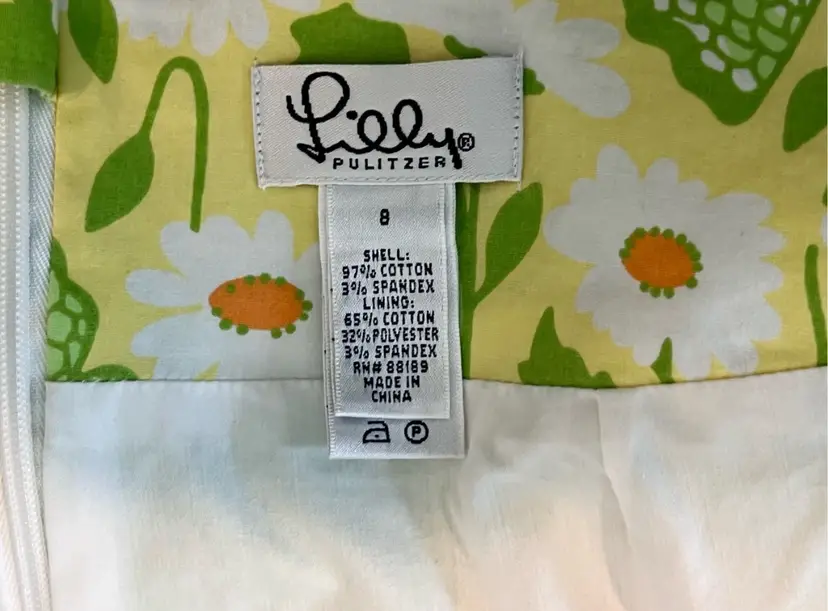 Lilly®
PULITZER
8
SHELL:
97% COTTON
3% SPANDEX
LINING:
65% COTTON
32% POLYESTER
3% SPANDEX
RN# 88189
MADE IN
CHINA
P